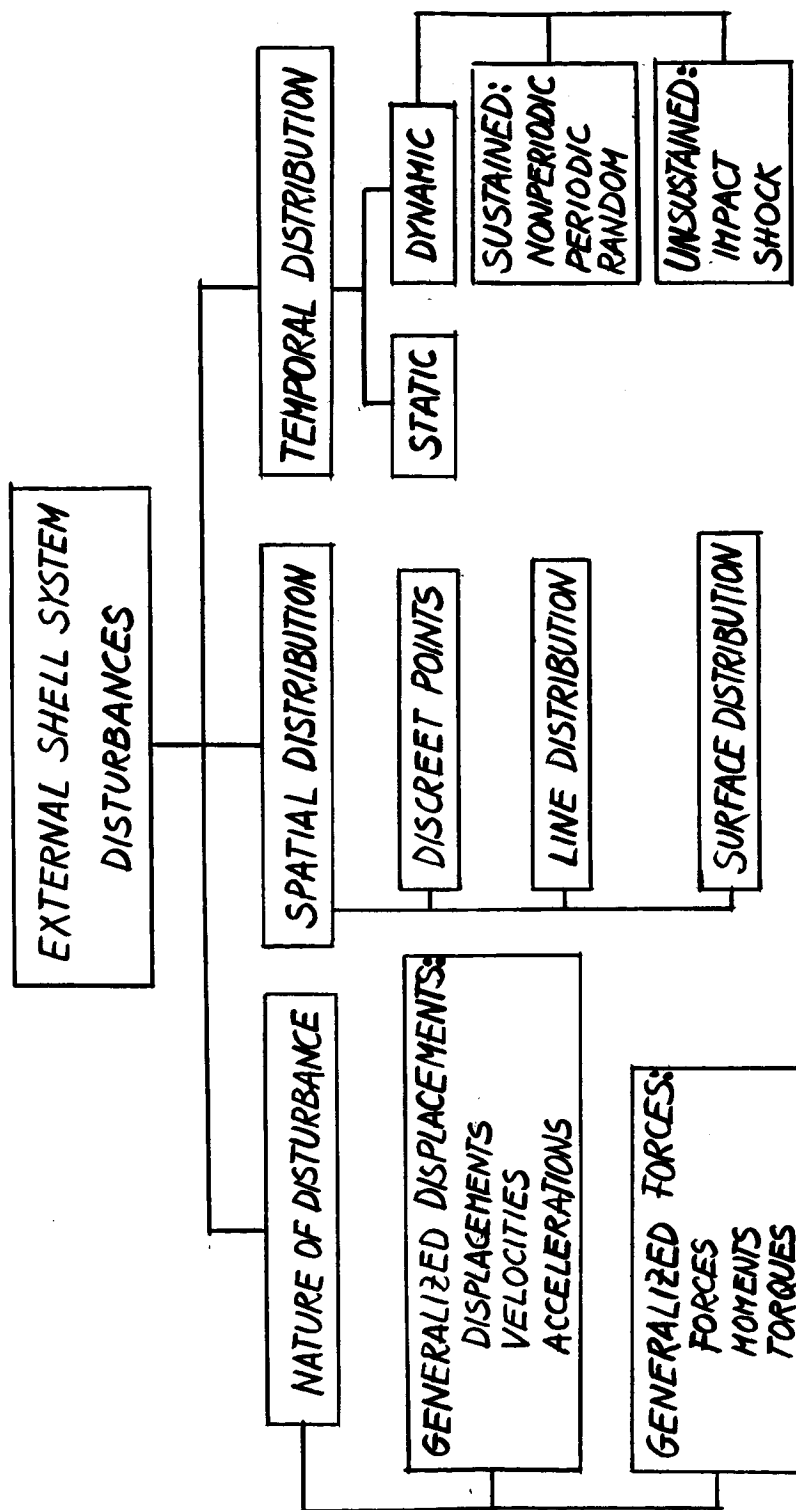 EXTERNAL SHELL SYSTEM
DISTURBANCES
NATURE OF DISTURBANCE
GENERALIZED DISPLACEMENTS:
DISPLACEMENTS
VELOCITIES
ACCELERATIONS
GENERALIZED FORCES:
FORCES
MOMENTS
TORQUES
SPATIAL DISTRIBUTION
DISCREET POINTS
LINE DISTRIBUTION
SURFACE DISTRIBUTION
TEMPORAL DISTRIBUTION
STATIC
DYNAMIC
SUSTAINED:
NONPERIODIC
PERIODIC
RANDOM
UNSUSTAINED:
IMPACT
SHOCK